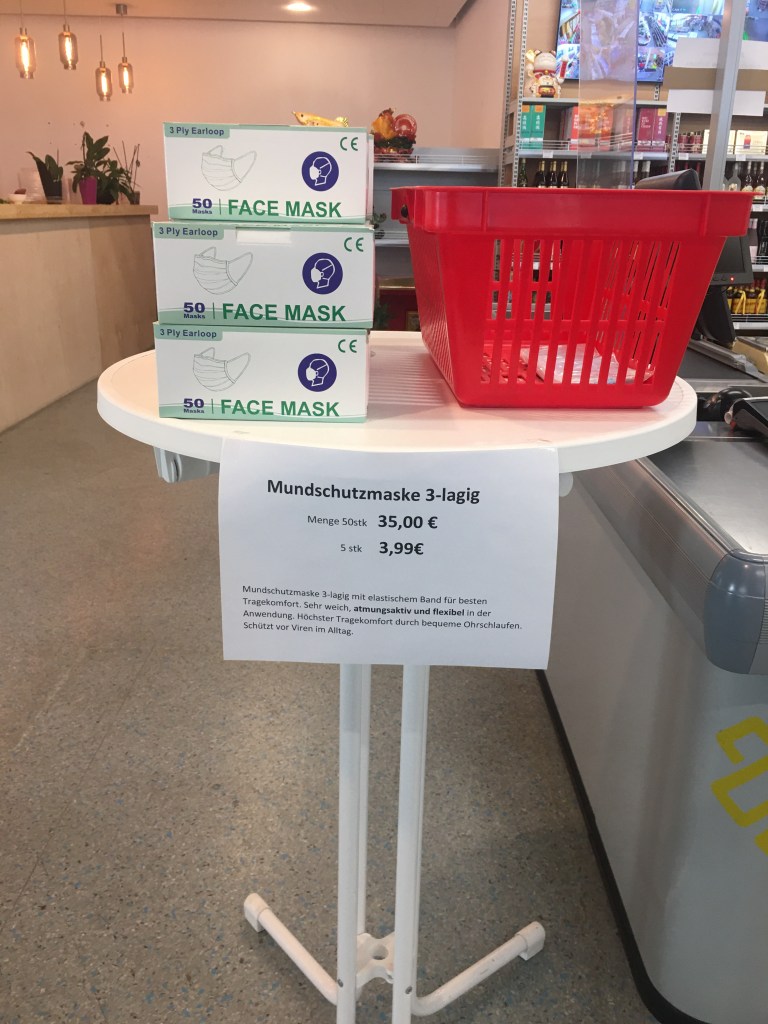 3 Ply Earloop
CE
50
Masks
FACE MASK
3 Ply Earloop
CE
50
Masks
FACE MASK
3 Ply Earloop
CE
50
Masks
FACE MASK
Mundschutzmaske 3-lagig
Menge 50stk 35,00 €
5 stk 3,99€
Mundschutzmaske 3-lagig mit elastischem Band für besten
Tragekomfort. Sehr weich, atmungsaktiv und flexibel in der
Anwendung. Höchster Tragekomfort durch bequeme Ohrschlaufen.
Schützt vor Viren im Alltag.